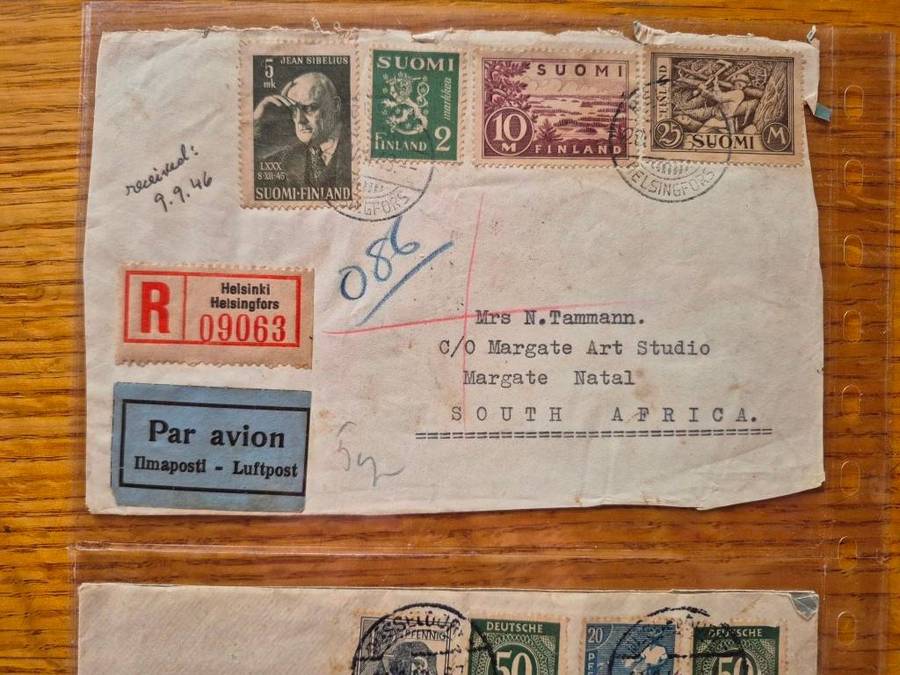 5
mk
JEAN SIBELIUS
LXXX
8·XII·45
SUOMI·FINLAND
SUOMI
markkaa
FINLAND 2
SUOMI
10
M FINLAND
FINLAND
25 SUOMI M
HELSINGFORS
received:
9.9.46
086
R
Helsinki
Helsingfors
09063
Mrs N.Tammann.
C/O Margate Art Studio
Margate Natal
SOUTH AFRICA.
Par avion
Ilmaposti - Luftpost
PFENNIG
DEUTSCHE
50
20
DEUTSCHE
50